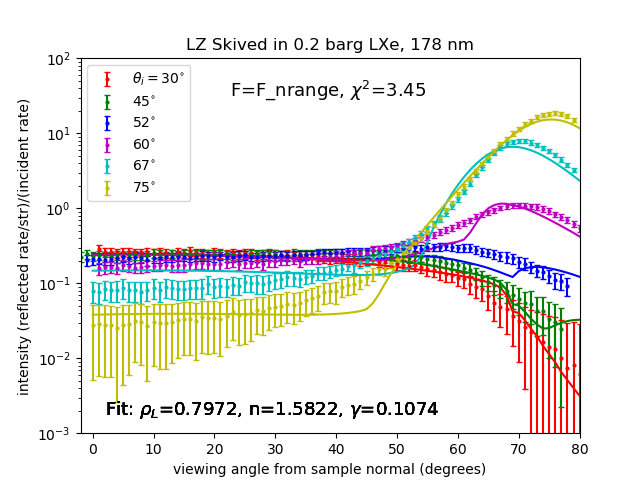 LZ Skived in 0.2 barg LXe, 178 nm
F=F_nrange, χ²=3.45
θᵢ = 30°
45°
52°
60°
67°
75°
intensity (reflected rate/str)/(incident rate)
10²
10¹
10⁰
10⁻¹
10⁻²
10⁻³
Fit: ρ_L=0.7972, n=1.5822, γ=0.1074
0 10 20 30 40 50 60 70 80
viewing angle from sample normal (degrees)